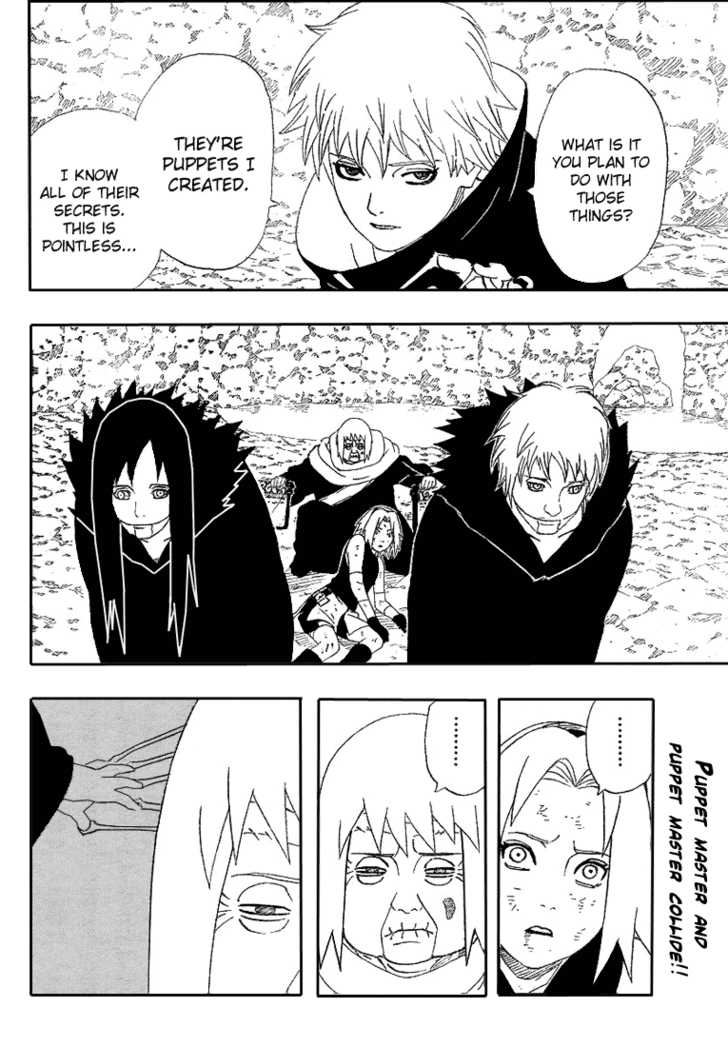 WHAT IS IT
YOU PLAN TO
DO WITH
THOSE
THINGS?
THEY'RE
PUPPETS I
CREATED.
I KNOW
ALL OF THEIR
SECRETS.
THIS IS
POINTLESS...
PUPPET MASTER AND
PUPPET MASTER COLLIDE!!
........
........